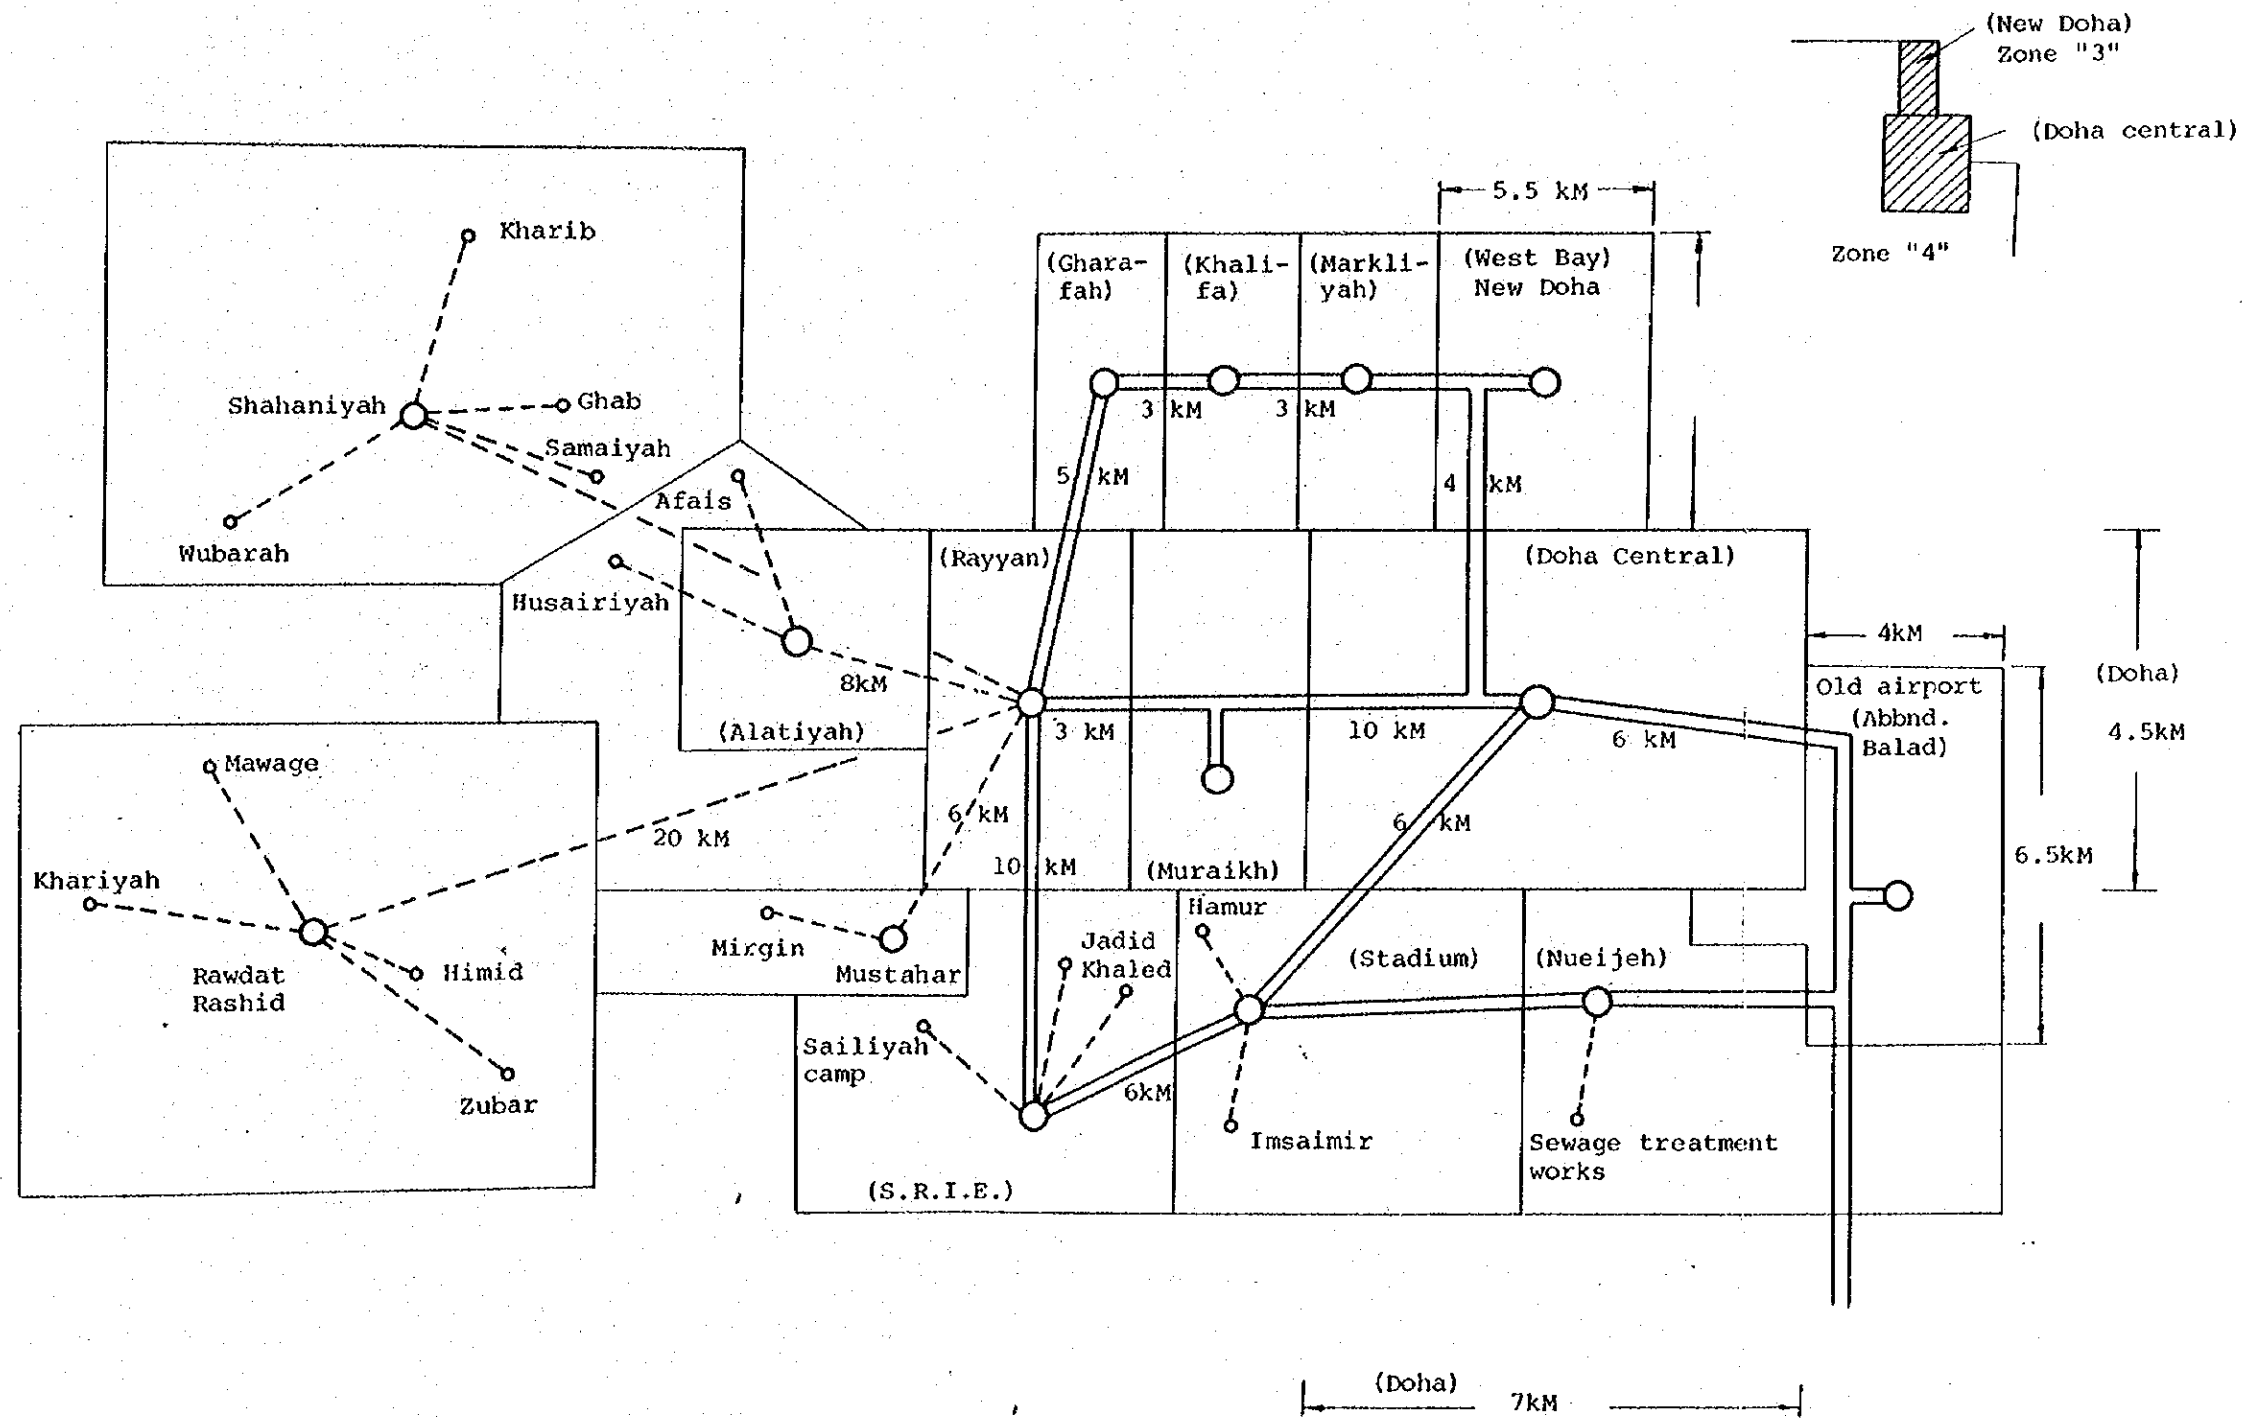 (New Doha)
Zone "3"
(Doha central)
Zone "4"
5.5 kM
Kharib
(Ghara-
fah)
(Khali-
fa)
(Markli-
yah)
(West Bay)
New Doha
Shahaniyah
Ghab
3 kM
3 kM
Samaiyah
5 kM
4 kM
Afais
Wubarah
(Rayyan)
(Doha Central)
Husairiyah
4kM
8kM
(Doha)
4.5kM
Old airport
(Abbnd.
Balad)
(Alatiyah)
3 kM
10 kM
6 kM
Mawage
6 kM
6 kM
20 kM
10 kM
(Muraikh)
6.5kM
Khariyah
Hamur
Mirgin
Mustahar
Jadid
Khaled
(Stadium)
(Nueijeh)
Rawdat
Rashid
Himid
Sailiyah
camp
6kM
Zubar
Imsaimir
Sewage treatment
works
(S.R.I.E.)
(Doha)
7kM